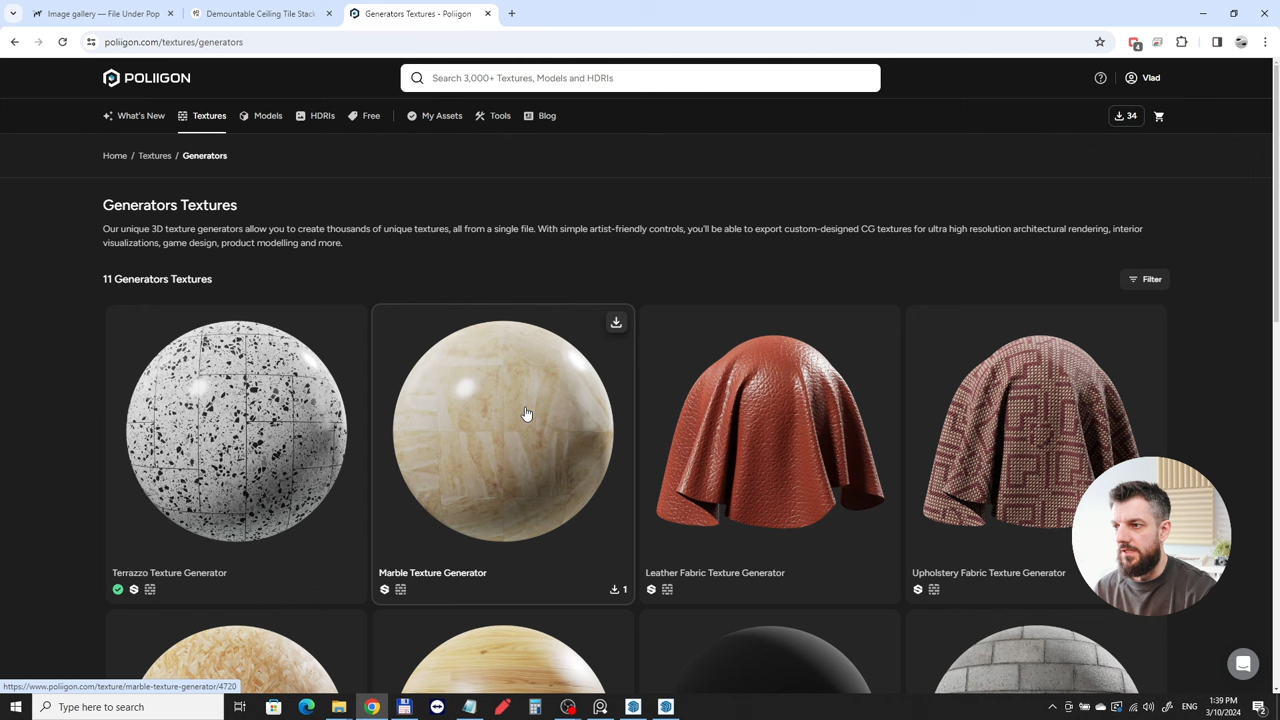 Image gallery — File Under Pop
Demountable Ceiling Tile Stack
Generators Textures - Poliigon
poliigon.com/textures/generators
4
POLIIGON
Search 3,000+ Textures, Models and HDRIs
Vlad
What's New
Textures
Models
HDRIs
Free
My Assets
Tools
Blog
34
Home / Textures / Generators
Generators Textures
Our unique 3D texture generators allow you to create thousands of unique textures, all from a single file. With simple artist-friendly controls, you'll be able to export custom-designed CG textures for ultra high resolution architectural rendering, interior
visualizations, game design, product modelling and more.
11 Generators Textures
Filter
Terrazzo Texture Generator
Marble Texture Generator
Leather Fabric Texture Generator
Upholstery Fabric Texture Generator
1
https://www.poliigon.com/texture/marble-texture-generator/4720
Type here to search
ENG
1:39 PM
3/10/2024
2